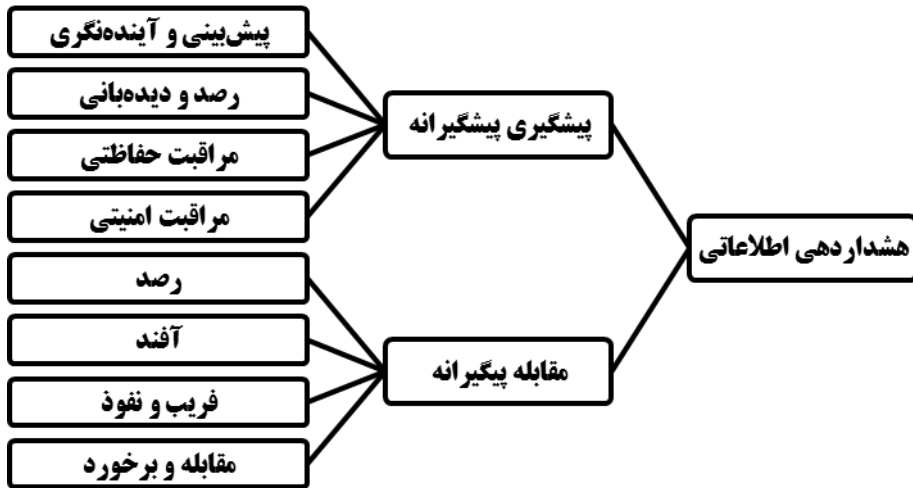 هشداردهی اطلاعاتی
پیشگیری پیشگیرانه
پیش‌بینی و آینده‌نگری
رصد و دیده‌بانی
مراقبت حفاظتی
مراقبت امنیتی
مقابله پیگیرانه
رصد
آفند
فریب و نفوذ
مقابله و برخورد